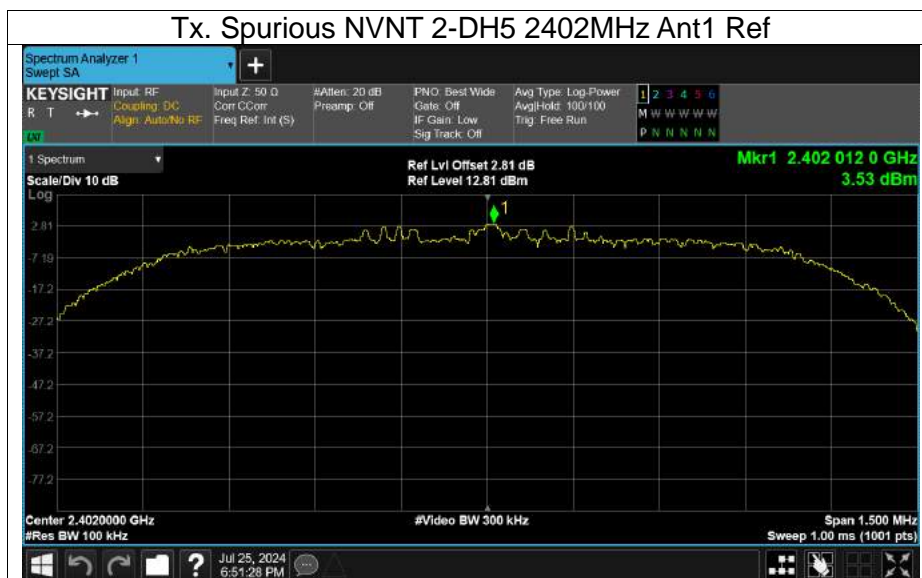 Tx. Spurious NVNT 2-DH5 2402MHz Ant1 Ref
Spectrum Analyzer 1
Swept SA
+
KEYSIGHT Input: RF Input Z: 50 Ω #Atten: 20 dB PNO: Best Wide Avg Type: Log-Power 1 2 3 4 5 6
R T Coupling: DC Corr CCorr Preamp: Off Gate: Off Avg|Hold: 100/100 M W W W W W
Align: Auto/No RF Freq Ref: Int (S) IF Gain: Low Trig: Free Run
Sig Track: Off P N N N N N
LXI
1 Spectrum Ref Lvl Offset 2.81 dB Mkr1 2.402 012 0 GHz
Scale/Div 10 dB Ref Level 12.81 dBm 3.53 dBm
Log
1
2.81
-7.19
-17.2
-27.2
-37.2
-47.2
-57.2
-67.2
-77.2
Center 2.4020000 GHz #Video BW 300 kHz Span 1.500 MHz
#Res BW 100 kHz Sweep 1.00 ms (1001 pts)
? Jul 25, 2024
6:51:28 PM